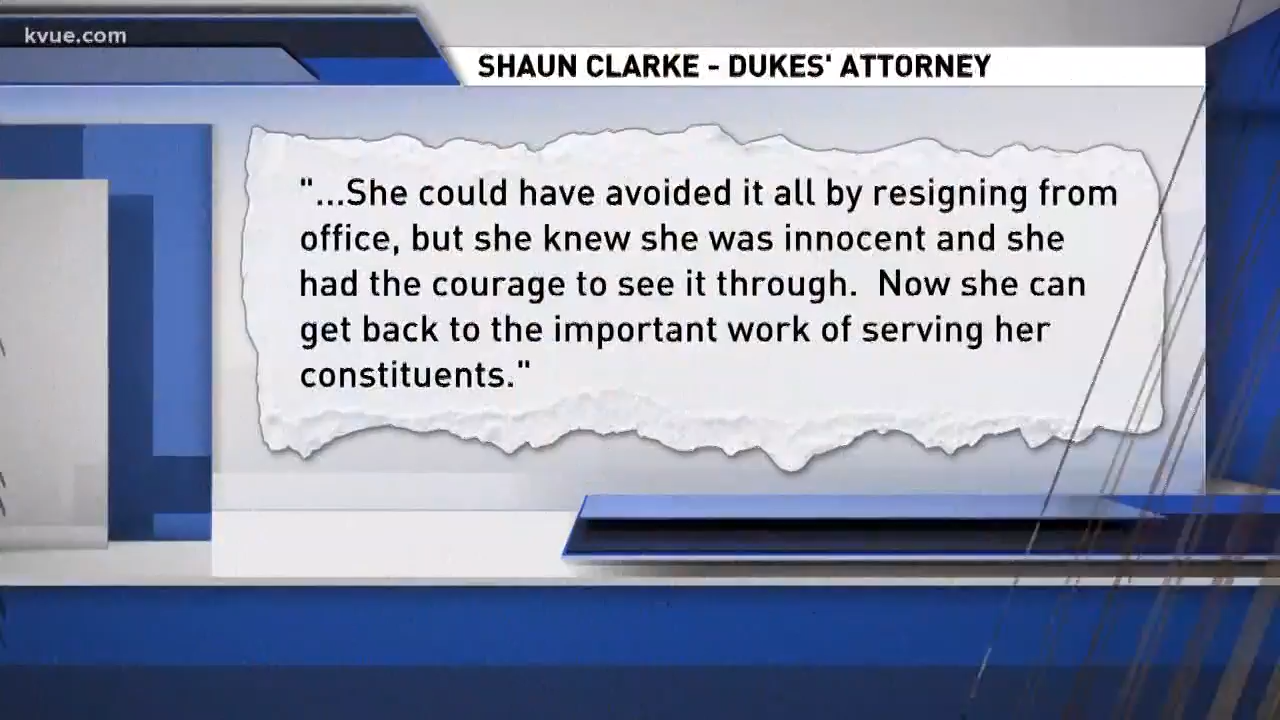 kvue.com
SHAUN CLARKE - DUKES' ATTORNEY
"...She could have avoided it all by resigning from
office, but she knew she was innocent and she
had the courage to see it through.  Now she can
get back to the important work of serving her
constituents."